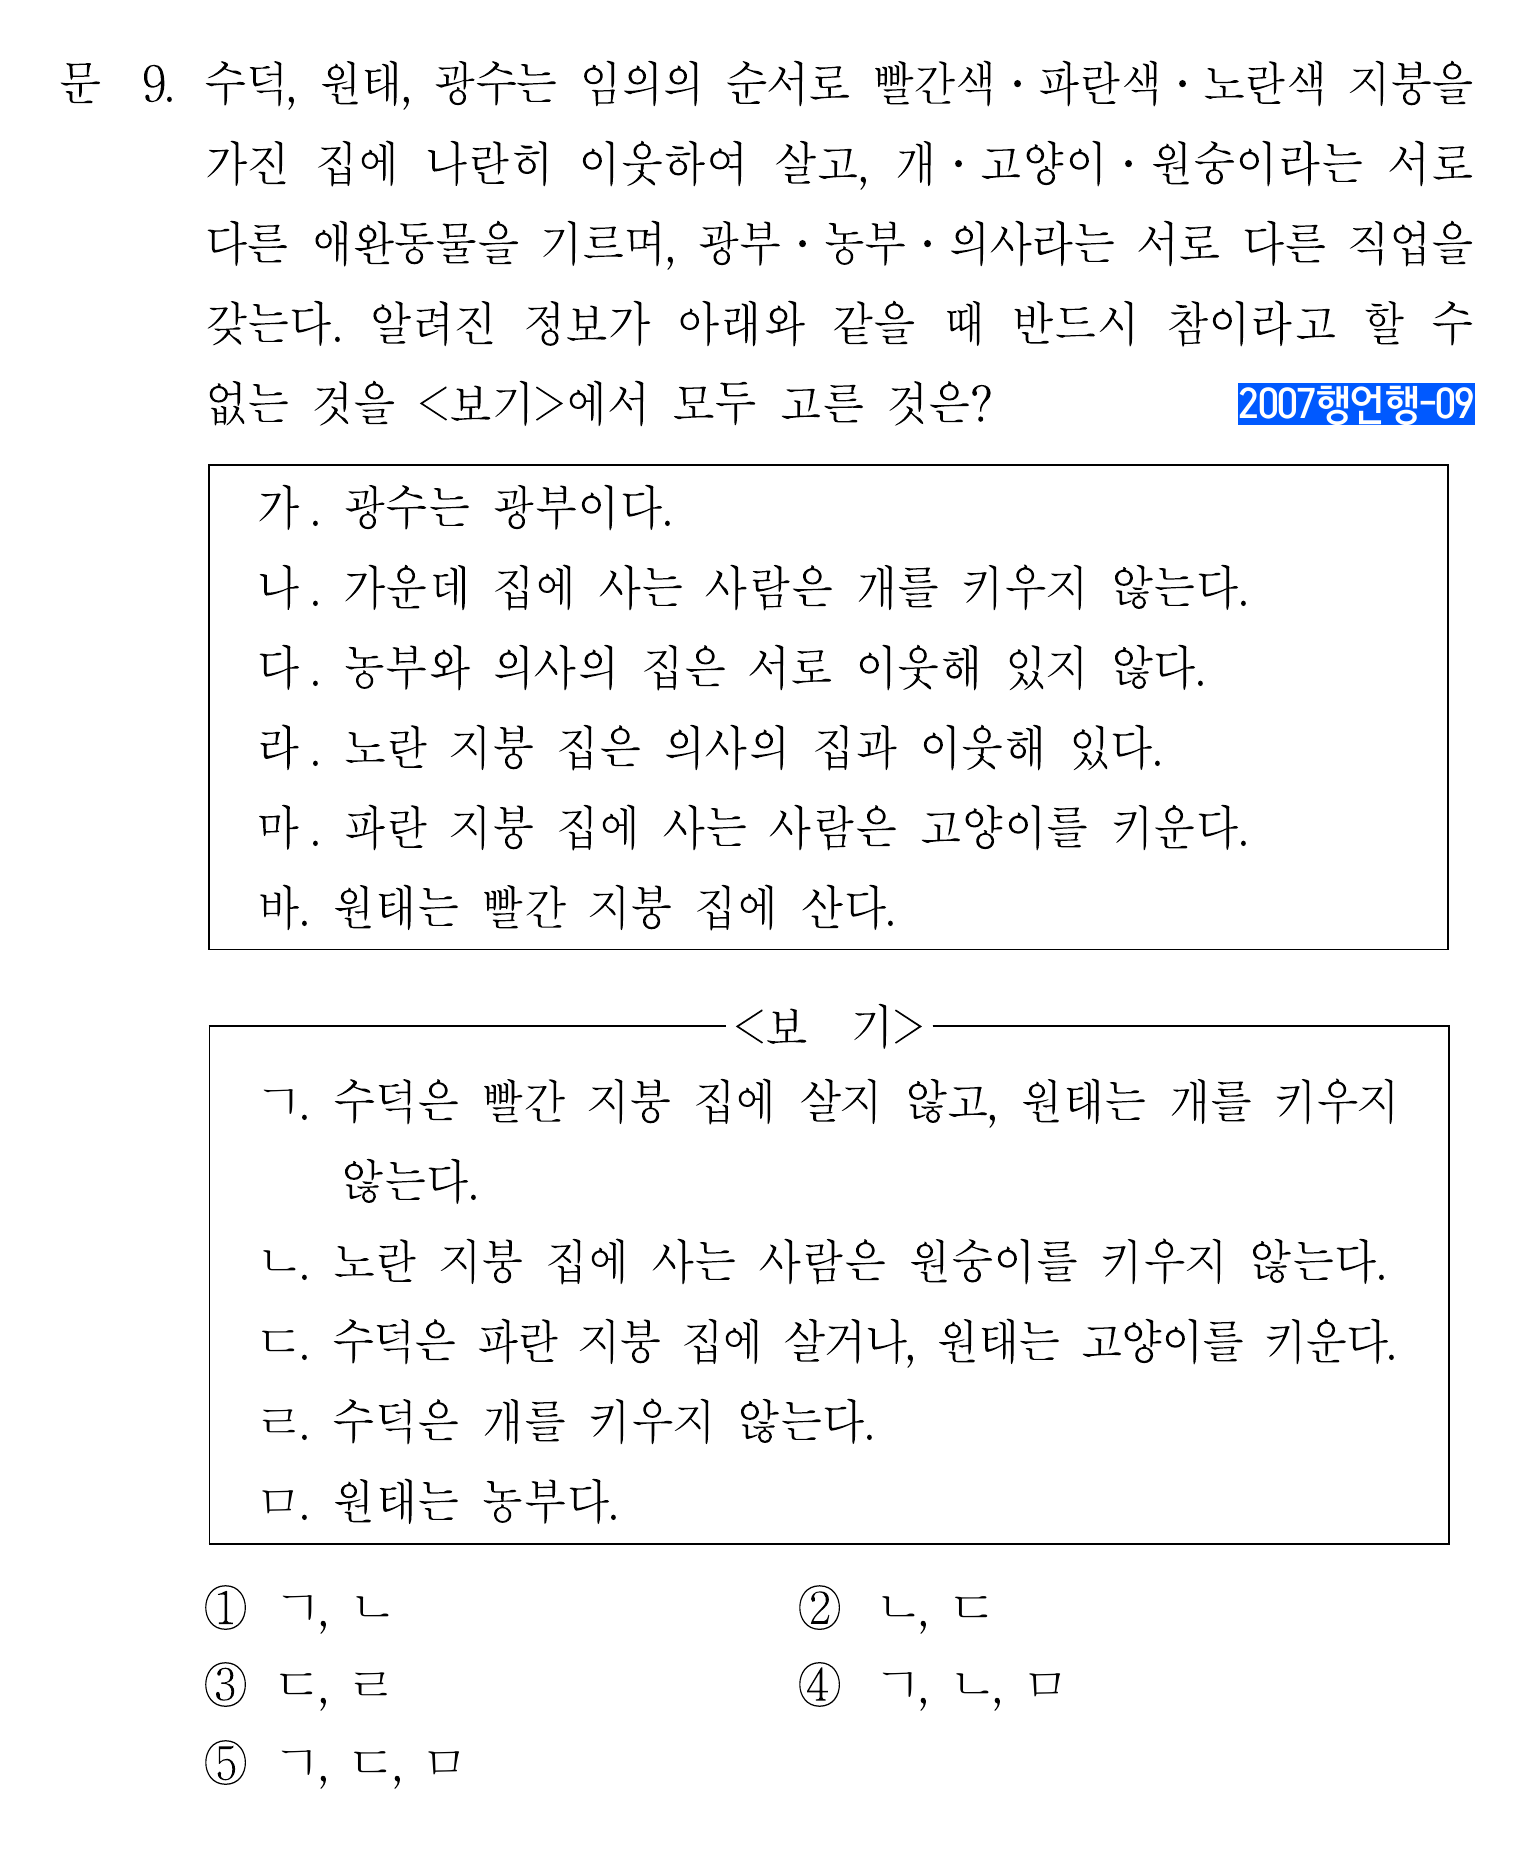 문 9. 수덕, 원태, 광수는 임의의 순서로 빨간색·파란색·노란색 지붕을
가진 집에 나란히 이웃하여 살고, 개·고양이·원숭이라는 서로
다른 애완동물을 기르며, 광부·농부·의사라는 서로 다른 직업을
갖는다. 알려진 정보가 아래와 같을 때 반드시 참이라고 할 수
없는 것을 <보기>에서 모두 고른 것은? 2007행언행-09
가. 광수는 광부이다.
나. 가운데 집에 사는 사람은 개를 키우지 않는다.
다. 농부와 의사의 집은 서로 이웃해 있지 않다.
라. 노란 지붕 집은 의사의 집과 이웃해 있다.
마. 파란 지붕 집에 사는 사람은 고양이를 키운다.
바. 원태는 빨간 지붕 집에 산다.
<보 기>
ㄱ. 수덕은 빨간 지붕 집에 살지 않고, 원태는 개를 키우지
않는다.
ㄴ. 노란 지붕 집에 사는 사람은 원숭이를 키우지 않는다.
ㄷ. 수덕은 파란 지붕 집에 살거나, 원태는 고양이를 키운다.
ㄹ. 수덕은 개를 키우지 않는다.
ㅁ. 원태는 농부다.
① ㄱ, ㄴ ② ㄴ, ㄷ
③ ㄷ, ㄹ ④ ㄱ, ㄴ, ㅁ
⑤ ㄱ, ㄷ, ㅁ